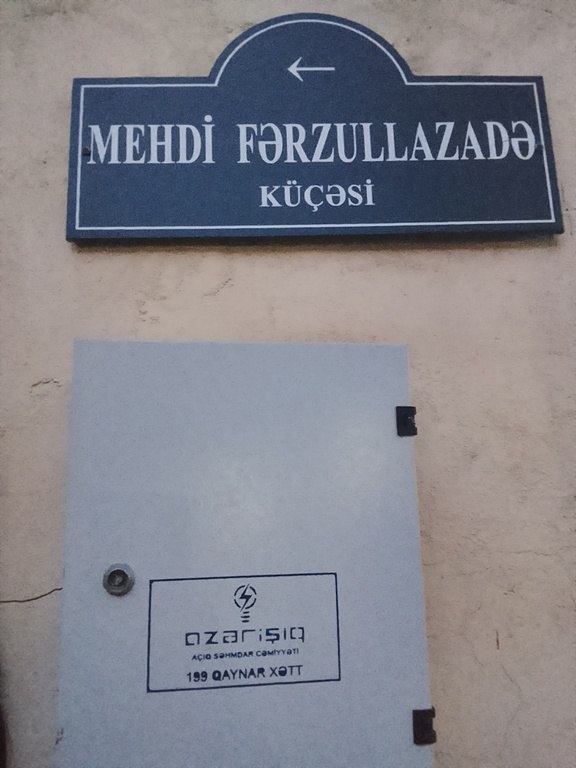 ←
MEHDİ FƏRZULLAZADƏ
KÜÇƏSİ
azərişıq
AÇIQ SƏHMDAR CƏMİYYƏTİ
199 QAYNAR XƏTT